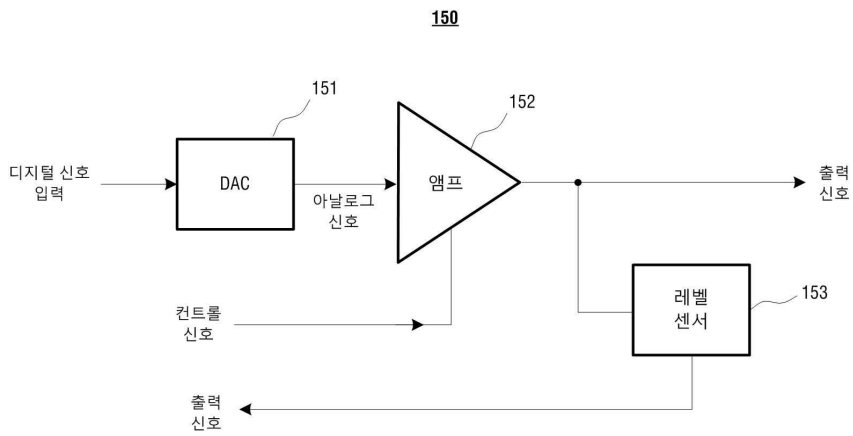 150
151
152
디지털 신호
입력
DAC
아날로그
신호
앰프
출력
신호
컨트롤
신호
레벨
센서
153
출력
신호